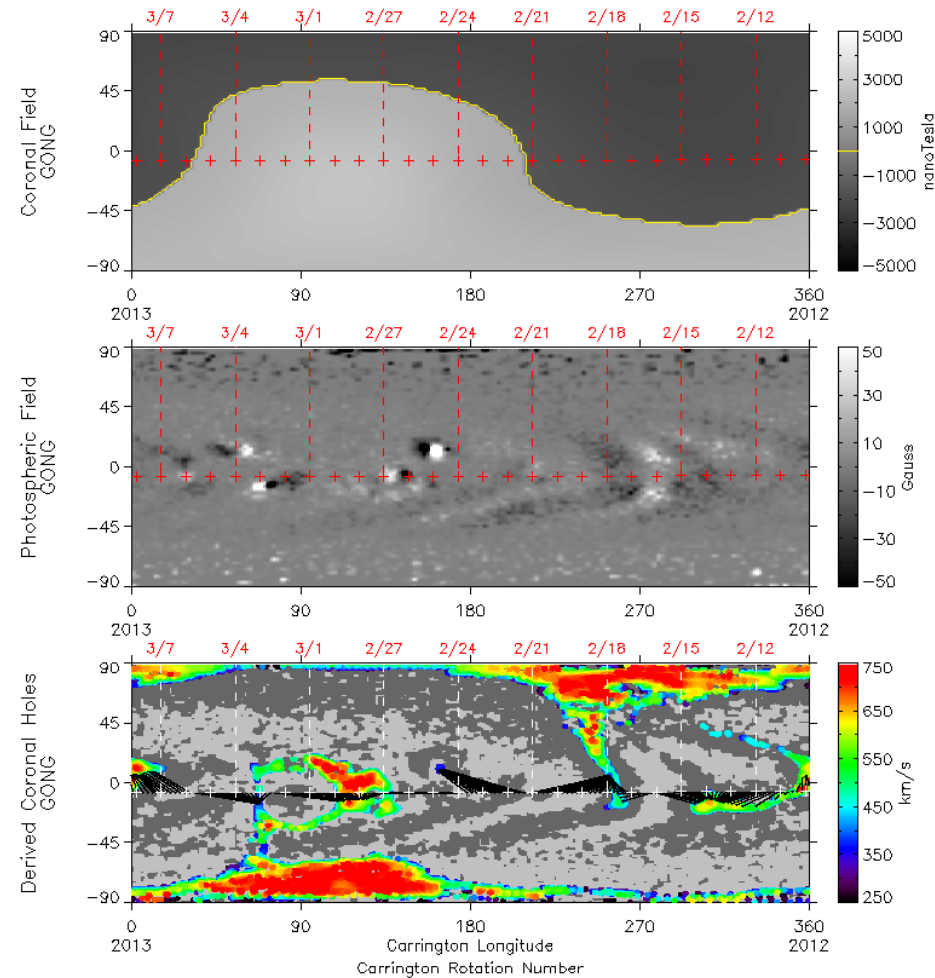 3/7 3/4 3/1 2/27 2/24 2/21 2/18 2/15 2/12
90
45
0
-45
-90
Coronal Field
GONG
5000
3000
1000
-1000
-3000
-5000
nanoTesla
0 90 180 270 360
2013 2012
3/7 3/4 3/1 2/27 2/24 2/21 2/18 2/15 2/12
90
45
0
-45
-90
Photospheric Field
GONG
50
30
10
-10
-30
-50
Gauss
0 90 180 270 360
2013 2012
3/7 3/4 3/1 2/27 2/24 2/21 2/18 2/15 2/12
90
45
0
-45
-90
Derived Coronal Holes
GONG
750
650
550
450
350
250
km/s
0 90 180 270 360
2013 Carrington Longitude 2012
Carrington Rotation Number